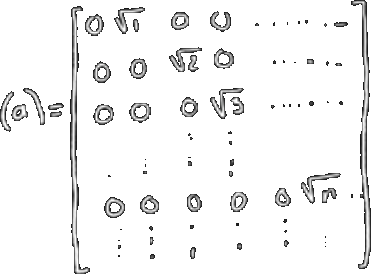 0 √1 0 0 ........
0 0 √2 0 ......
(a) = 0 0 0 √3 ......
. . : :
0 0 0 0 0 √n ..
: : : : : .